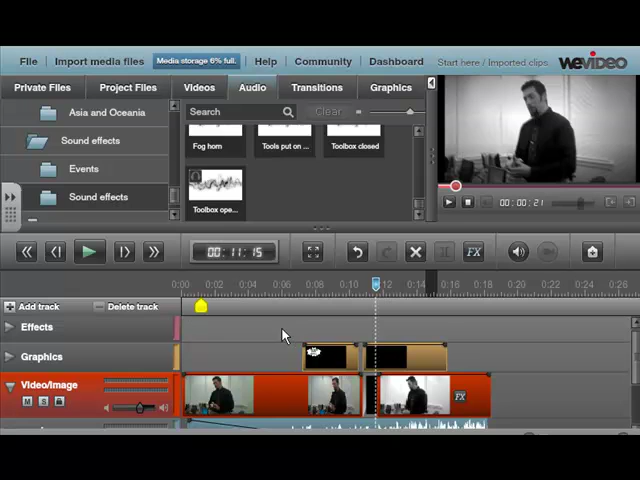 File Import media files Media storage 6% full. Help Community Dashboard Start here / Imported clips wevideo
Private Files Project Files Videos Audio Transitions Graphics
Asia and Oceania
Search Clear
Sound effects
Fog horn Tools put on ... Toolbox closed
Events
Sound effects
Toolbox ope...
00:00:21
00:11:15 FX
0:00 0:02 0:04 0:06 0:08 0:10 0:12 0:14 0:16 0:18 0:20 0:22 0:24 0:26
Add track Delete track
Effects
Graphics
Video/Image
M S
FX